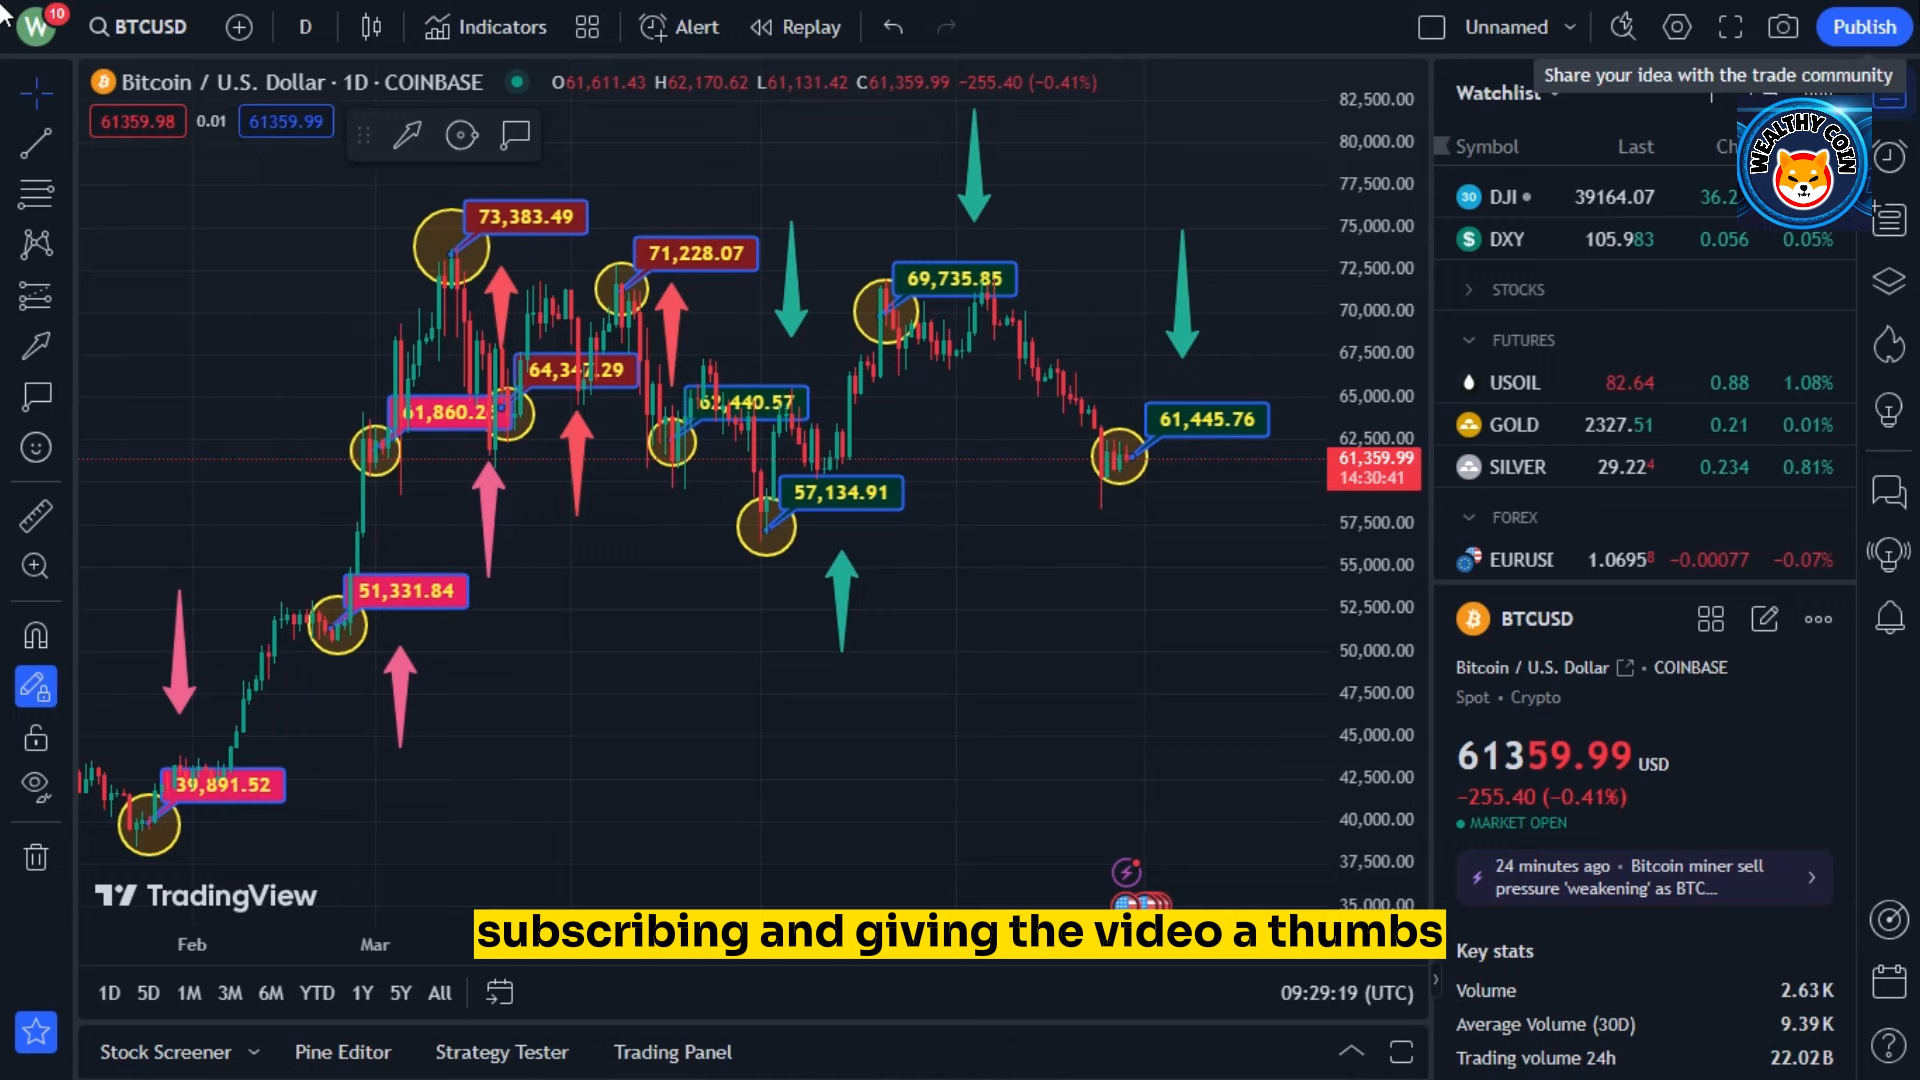 W
10
BTCUSD
D
Indicators
Alert
Replay
Unnamed
Publish
Share your idea with the trade community
Bitcoin / U.S. Dollar · 1D · COINBASE
O61,611.43 H62,170.62 L61,131.42 C61,359.99 −255.40 (−0.41%)
61359.98
0.01
61359.99
73,383.49
71,228.07
69,735.85
64,347.29
62,440.57
61,445.76
57,134.91
51,331.84
39,891.52
82,500.00
80,000.00
77,500.00
75,000.00
72,500.00
70,000.00
67,500.00
65,000.00
62,500.00
61,359.99
14:30:41
57,500.00
55,000.00
52,500.00
50,000.00
47,500.00
45,000.00
42,500.00
40,000.00
37,500.00
35,000.00
TradingView
Feb
Mar
subscribing and giving the video a thumbs
1D 5D 1M 3M 6M YTD 1Y 5Y All
09:29:19 (UTC)
Stock Screener
Pine Editor
Strategy Tester
Trading Panel
Watchlist
WEALTHY COIN
Symbol Last
30 DJI 39164.07
DXY 105.983 0.056 0.05%
STOCKS
FUTURES
USOIL 82.64 0.88 1.08%
GOLD 2327.51 0.21 0.01%
SILVER 29.224 0.234 0.81%
FOREX
EURUSD 1.06958 −0.00077 −0.07%
BTCUSD
Bitcoin / U.S. Dollar · COINBASE
Spot • Crypto
61359.99 USD
−255.40 (−0.41%)
MARKET OPEN
24 minutes ago • Bitcoin miner sell
pressure 'weakening' as BTC...
Key stats
Volume 2.63K
Average Volume (30D) 9.39K
Trading volume 24h 22.02B